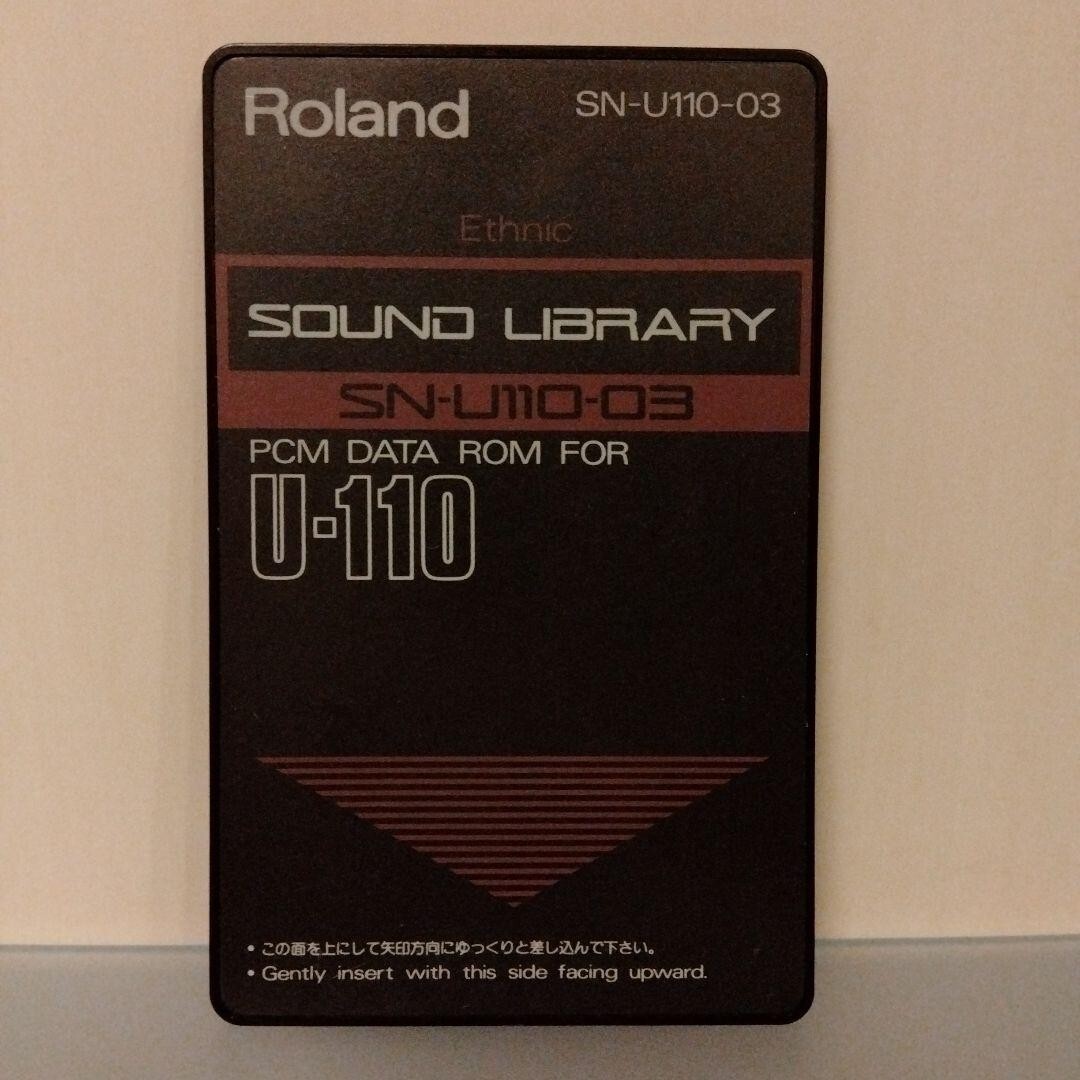 Roland SN-U110-03
Ethnic
SOUND LIBRARY
SN-U110-03
PCM DATA ROM FOR
U-110
• この面を上にして矢印方向にゆっくりと差し込んで下さい。
• Gently insert with this side facing upward.